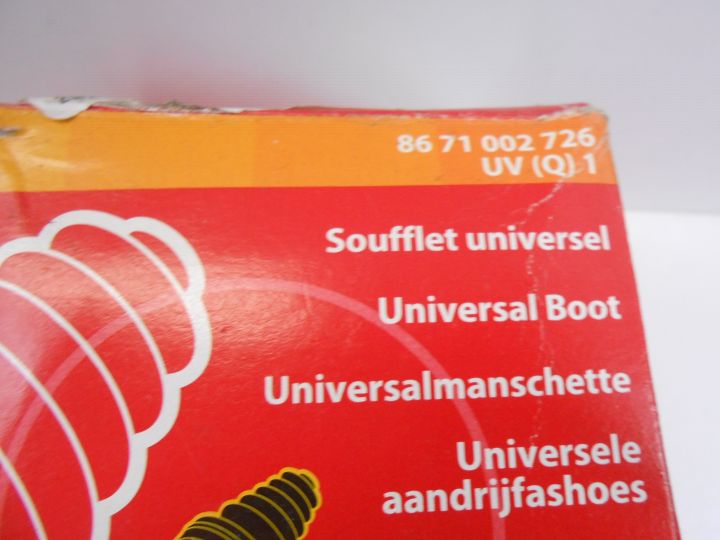 86 71 002 726
UV (Q) 1
Soufflet universel
Universal Boot
Universalmanschette
Universele
aandrijfashoes